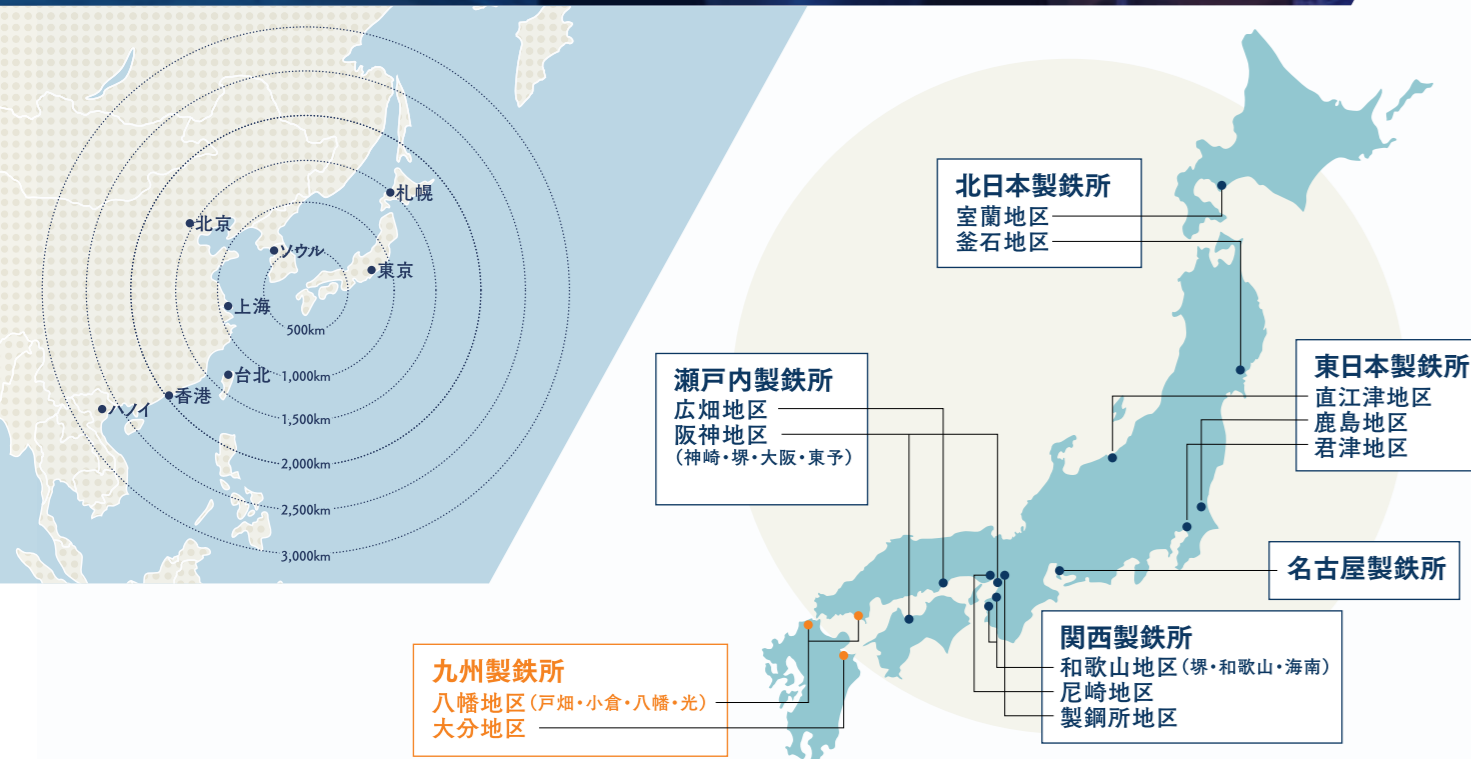 札幌
北京
ソウル
東京
上海
500km
台北
1,000km
香港
ハノイ
1,500km
2,000km
2,500km
3,000km
北日本製鉄所
室蘭地区
釜石地区
東日本製鉄所
直江津地区
鹿島地区
君津地区
瀬戸内製鉄所
広畑地区
阪神地区
(神崎・堺・大阪・東予)
名古屋製鉄所
関西製鉄所
和歌山地区(堺・和歌山・海南)
尼崎地区
製鋼所地区
九州製鉄所
八幡地区(戸畑・小倉・八幡・光)
大分地区